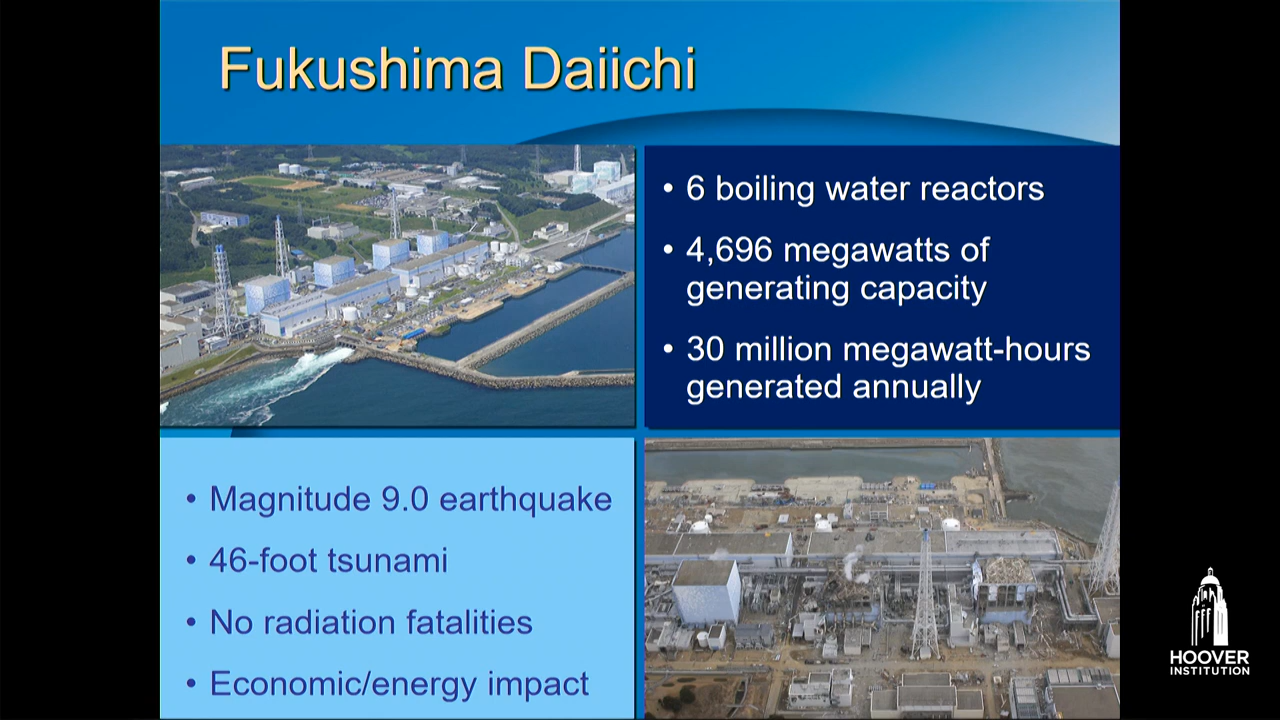 Fukushima Daiichi
• 6 boiling water reactors
• 4,696 megawatts of
generating capacity
• 30 million megawatt-hours
generated annually
• Magnitude 9.0 earthquake
• 46-foot tsunami
• No radiation fatalities
• Economic/energy impact
HOOVER
INSTITUTION